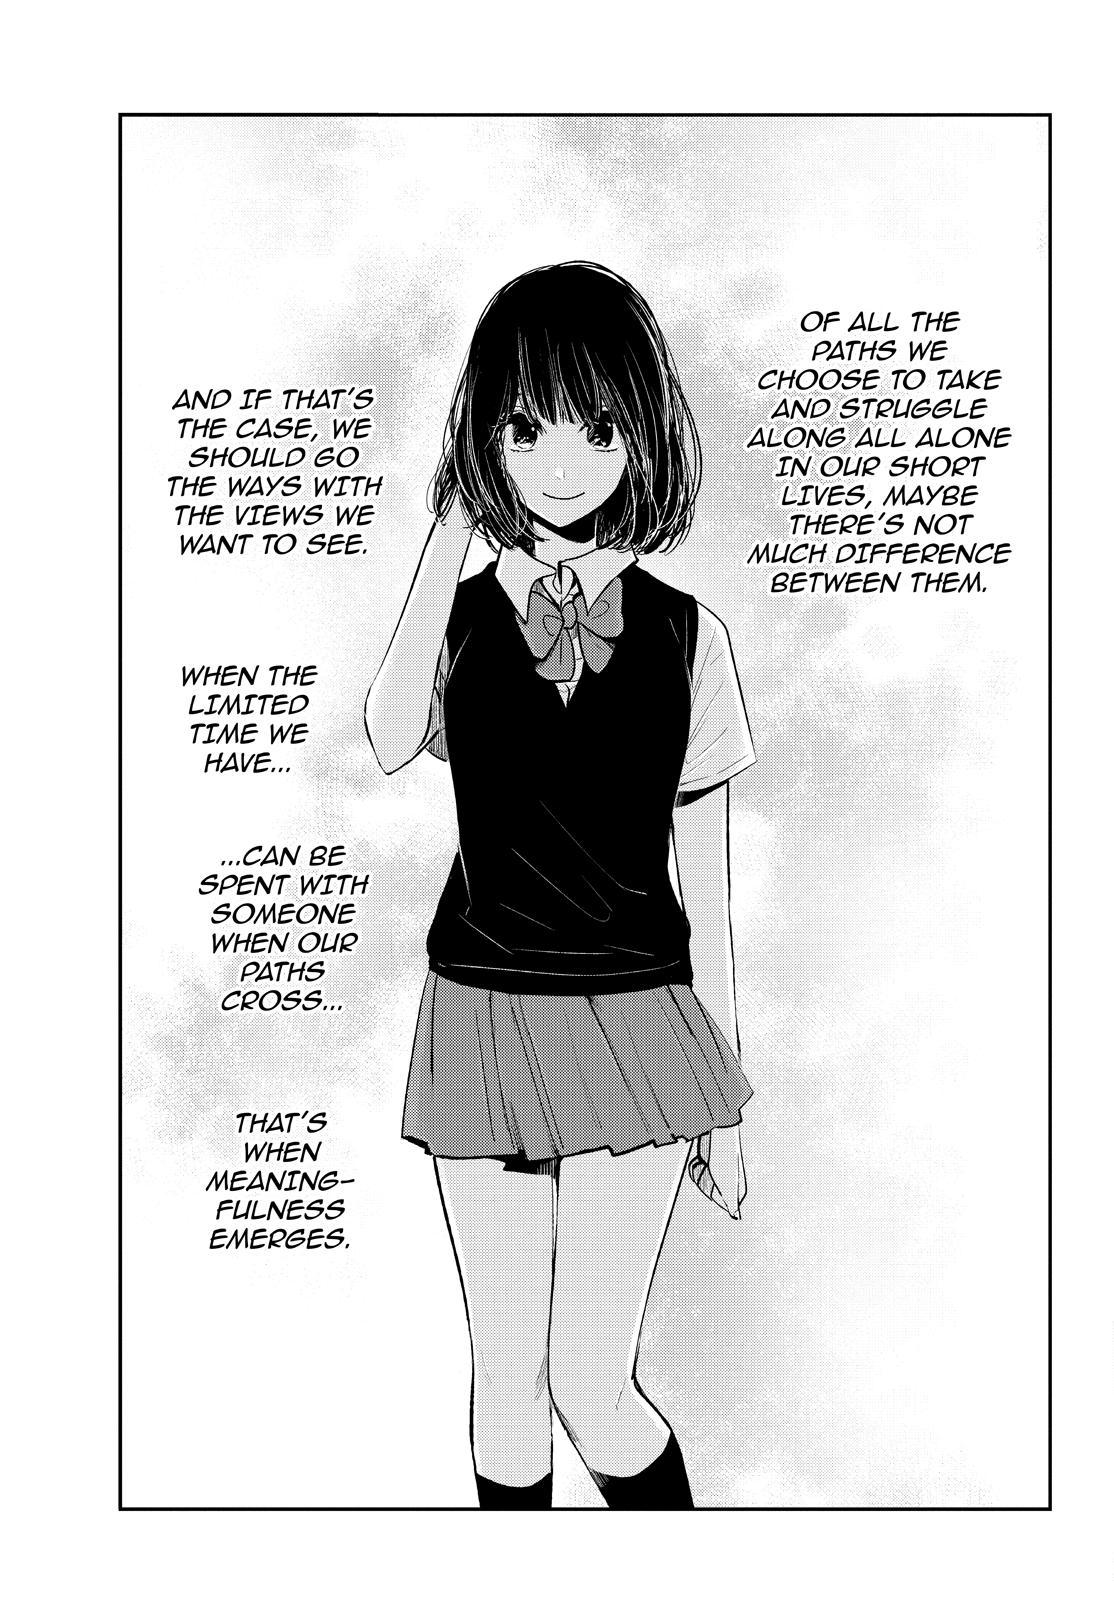 OF ALL THE
PATHS WE
CHOOSE TO TAKE
AND STRUGGLE
ALONG ALL ALONE
IN OUR SHORT
LIVES, MAYBE
THERE'S NOT
MUCH DIFFERENCE
BETWEEN THEM.
AND IF THAT'S
THE CASE, WE
SHOULD GO
THE WAYS WITH
THE VIEWS WE
WANT TO SEE.
WHEN THE
LIMITED
TIME WE
HAVE...
...CAN BE
SPENT WITH
SOMEONE
WHEN OUR
PATHS
CROSS...
THAT'S
WHEN
MEANING-
FULNESS
EMERGES.